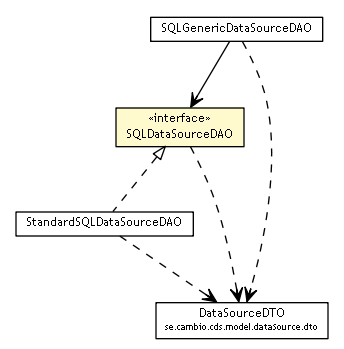 SQLGenericDataSourceDAO
«interface»
SQLDataSourceDAO
StandardSQLDataSourceDAO
DataSourceDTO
se.cambio.cds.model.datasource.dto